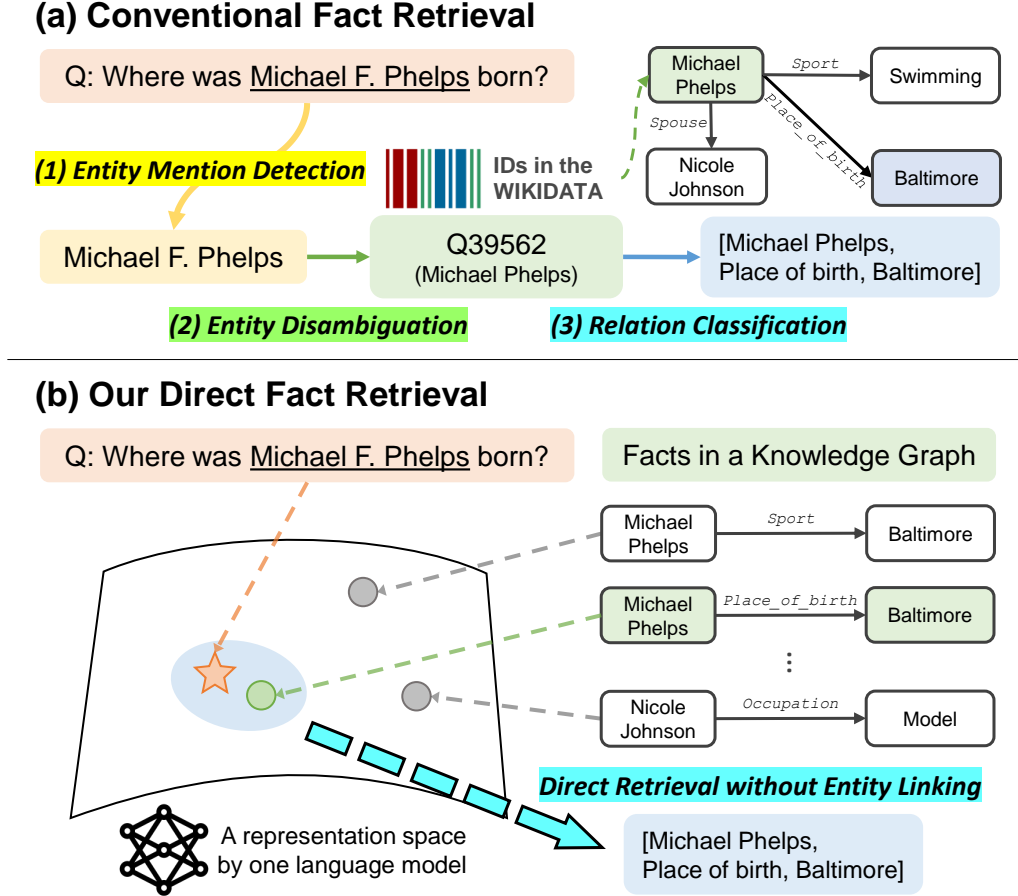 (a) Conventional Fact Retrieval
Q: Where was Michael F. Phelps born?
Michael
Phelps
Sport
Swimming
Spouse
Place_of_birth
Nicole
Johnson
Baltimore
(1) Entity Mention Detection
IDs in the
WIKIDATA
Michael F. Phelps
Q39562
(Michael Phelps)
[Michael Phelps,
Place of birth, Baltimore]
(2) Entity Disambiguation
(3) Relation Classification
(b) Our Direct Fact Retrieval
Q: Where was Michael F. Phelps born?
Facts in a Knowledge Graph
Michael
Phelps
Sport
Baltimore
Michael
Phelps
Place_of_birth
Baltimore
⋮
Nicole
Johnson
Occupation
Model
Direct Retrieval without Entity Linking
A representation space
by one language model
[Michael Phelps,
Place of birth, Baltimore]